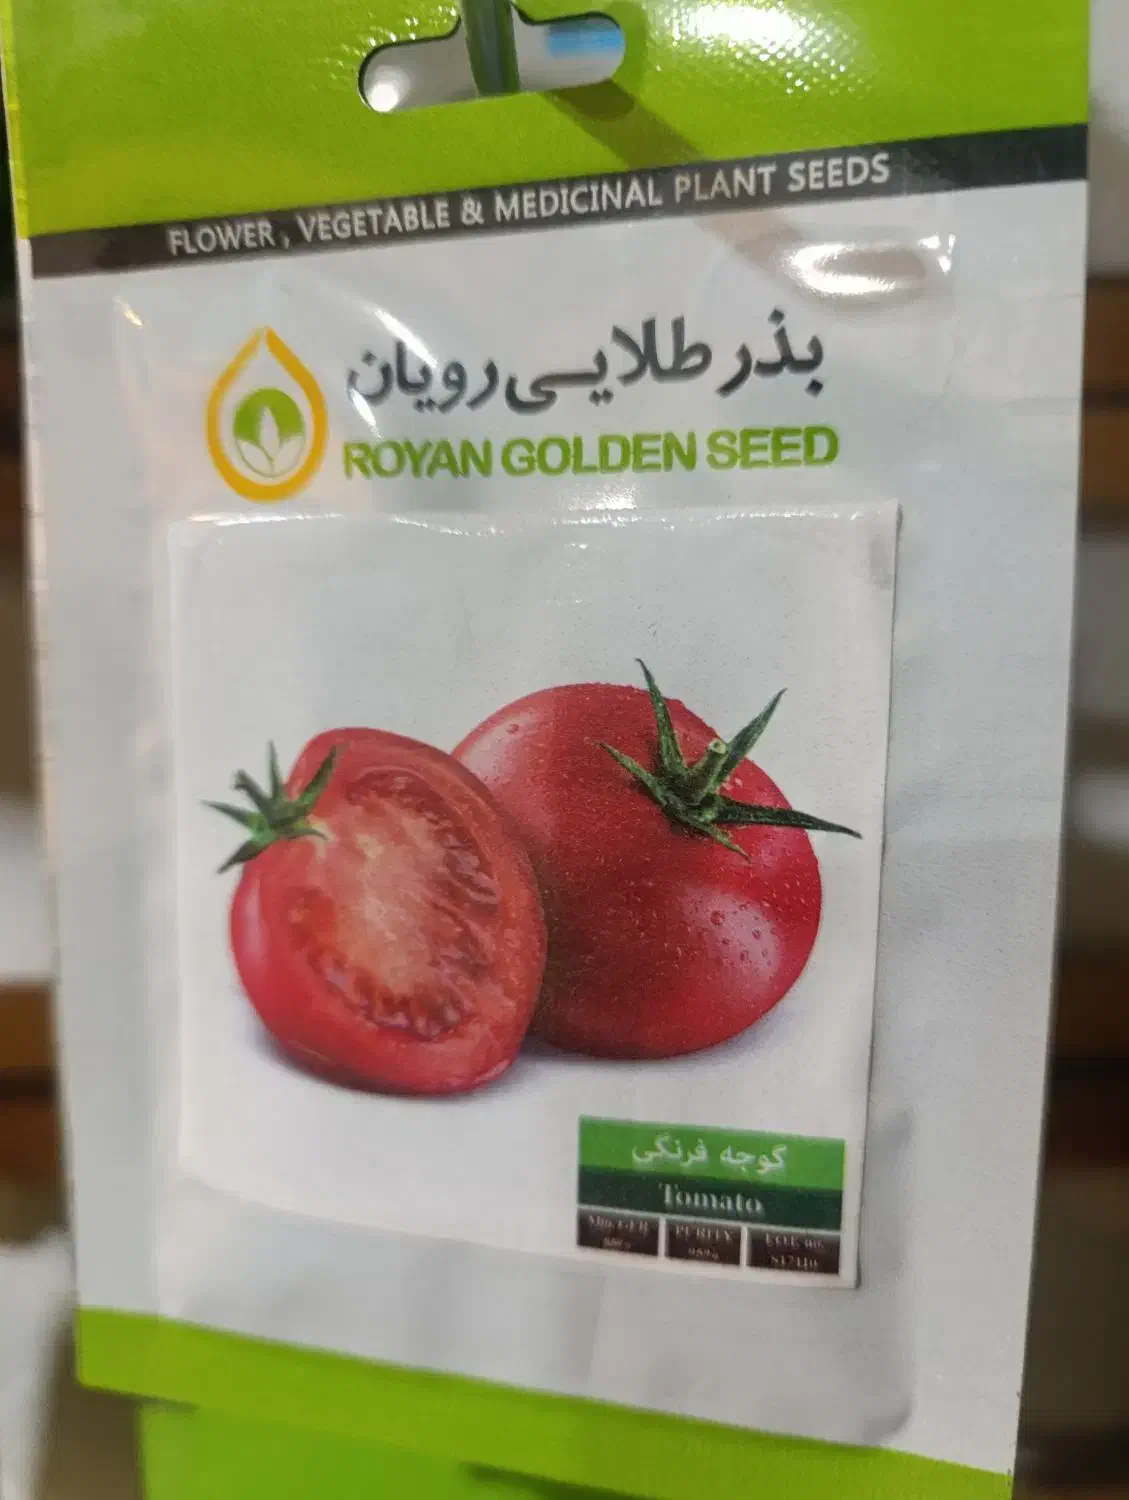 FLOWER, VEGETABLE & MEDICINAL PLANT SEEDS
بذر طلایی رویان
ROYAN GOLDEN SEED
گوجه فرنگی
Tomato
PURITY